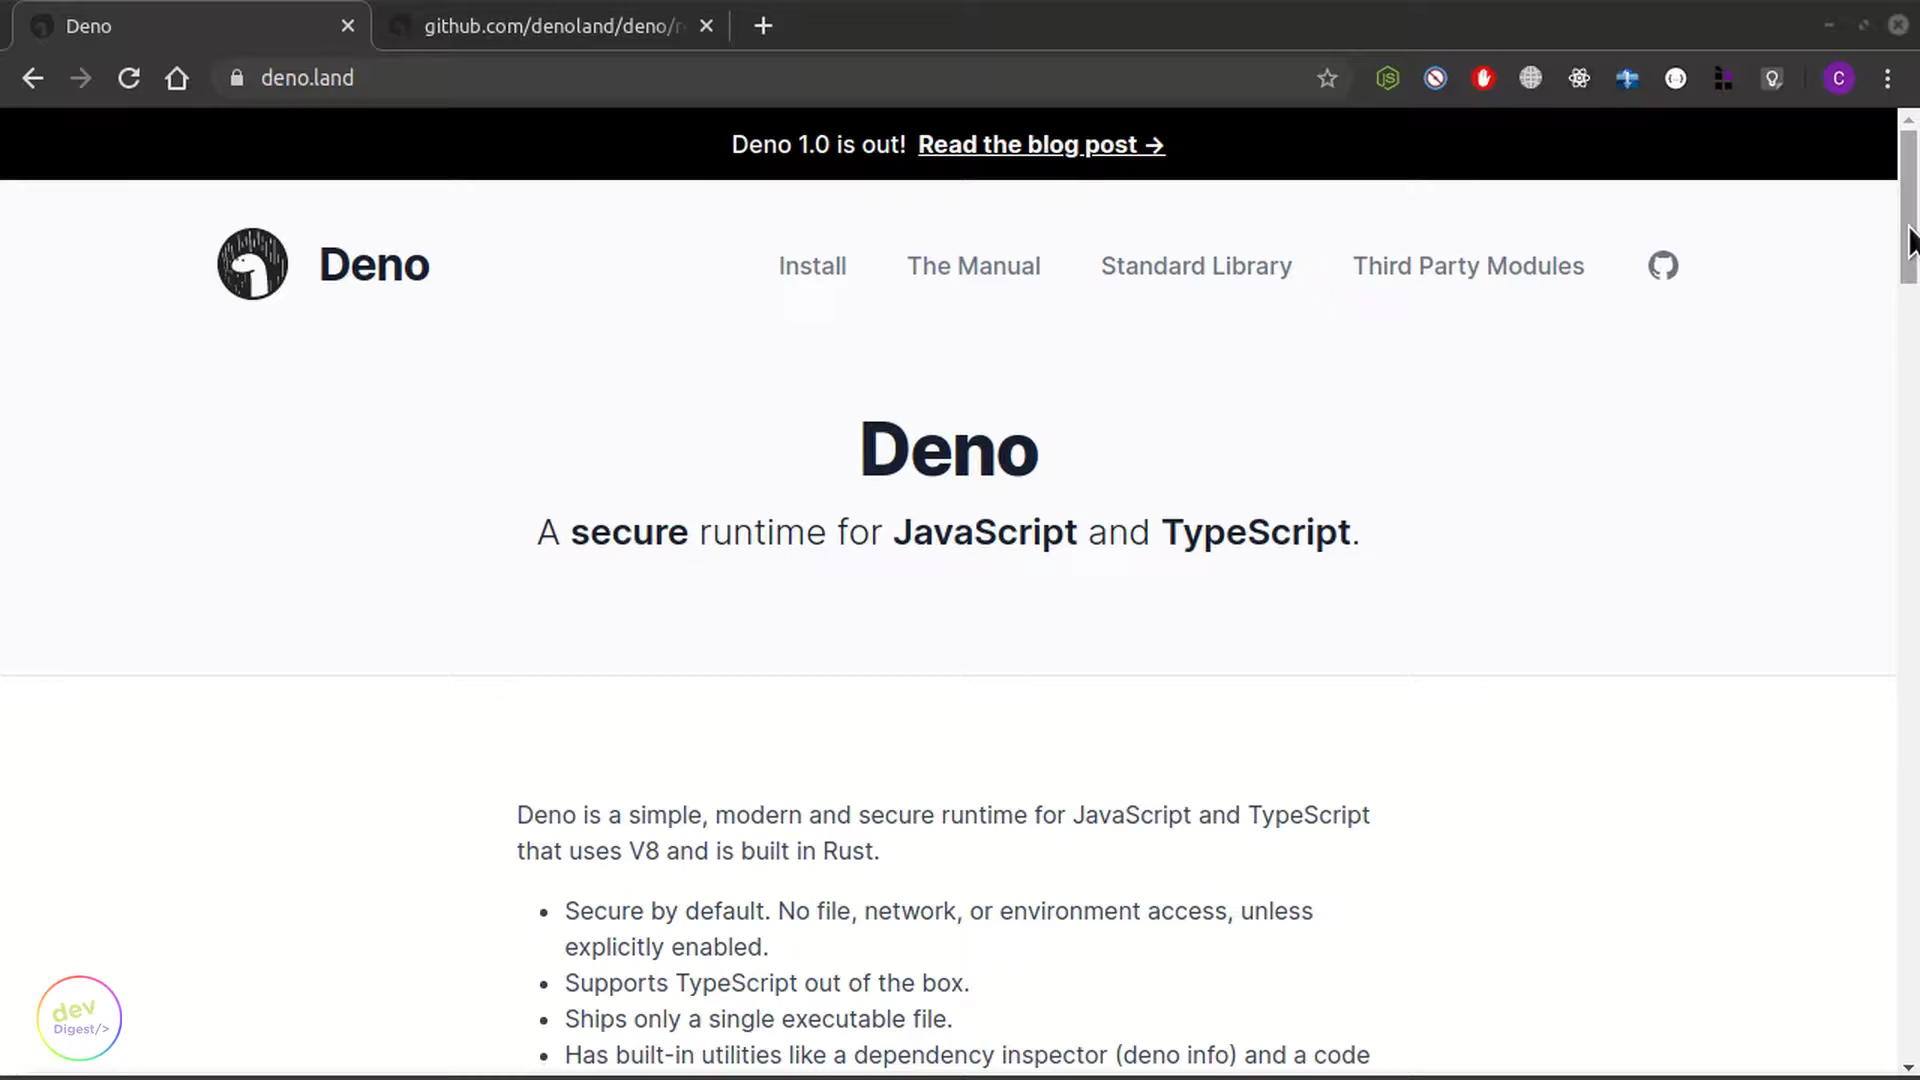 Deno
github.com/denoland/deno/
deno.land
C
Deno 1.0 is out! Read the blog post →
Deno
Install
The Manual
Standard Library
Third Party Modules
Deno
A secure runtime for JavaScript and TypeScript.
Deno is a simple, modern and secure runtime for JavaScript and TypeScript
that uses V8 and is built in Rust.
• Secure by default. No file, network, or environment access, unless
explicitly enabled.
• Supports TypeScript out of the box.
• Ships only a single executable file.
• Has built-in utilities like a dependency inspector (deno info) and a code
dev
Digest/>